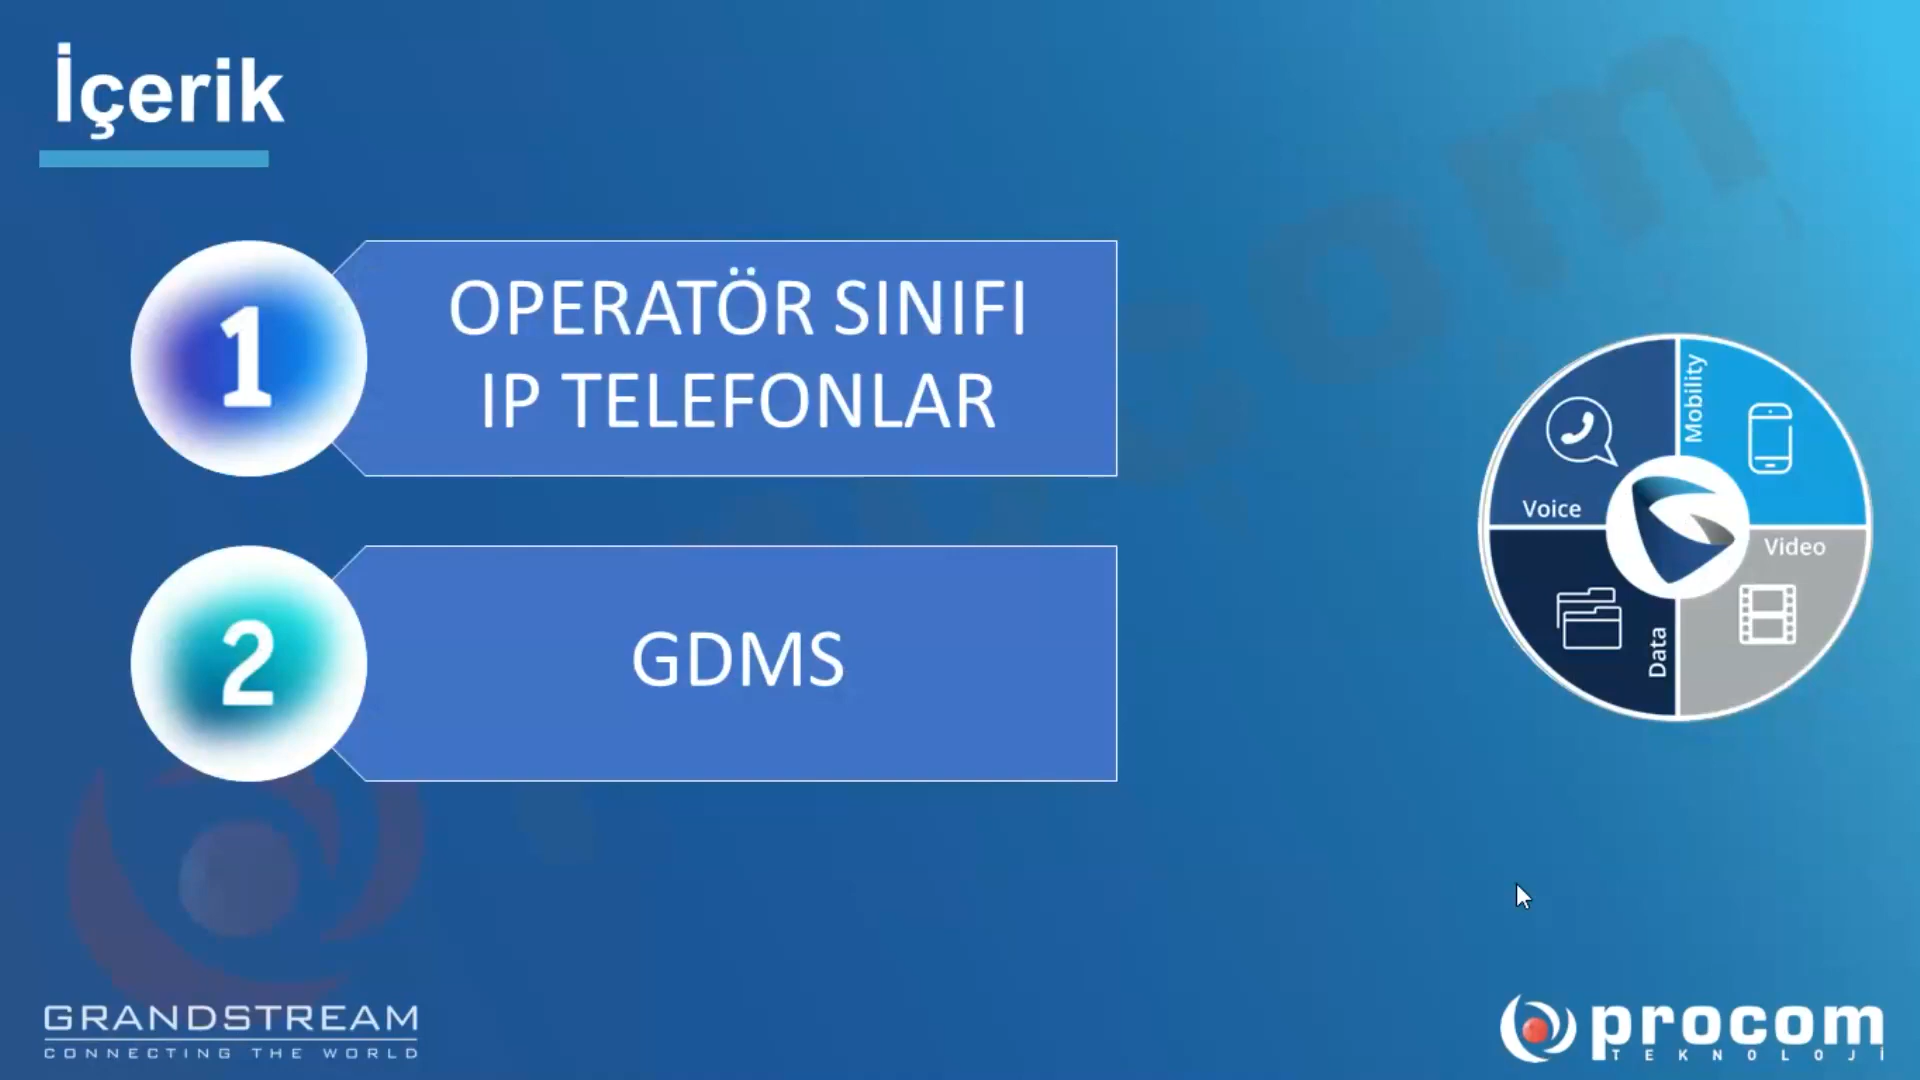 İçerik
1
OPERATÖR SINIFI
IP TELEFONLAR
2
GDMS
Mobility
Voice
Video
Data
GRANDSTREAM
CONNECTING THE WORLD
procom
TEKNOLOJİ